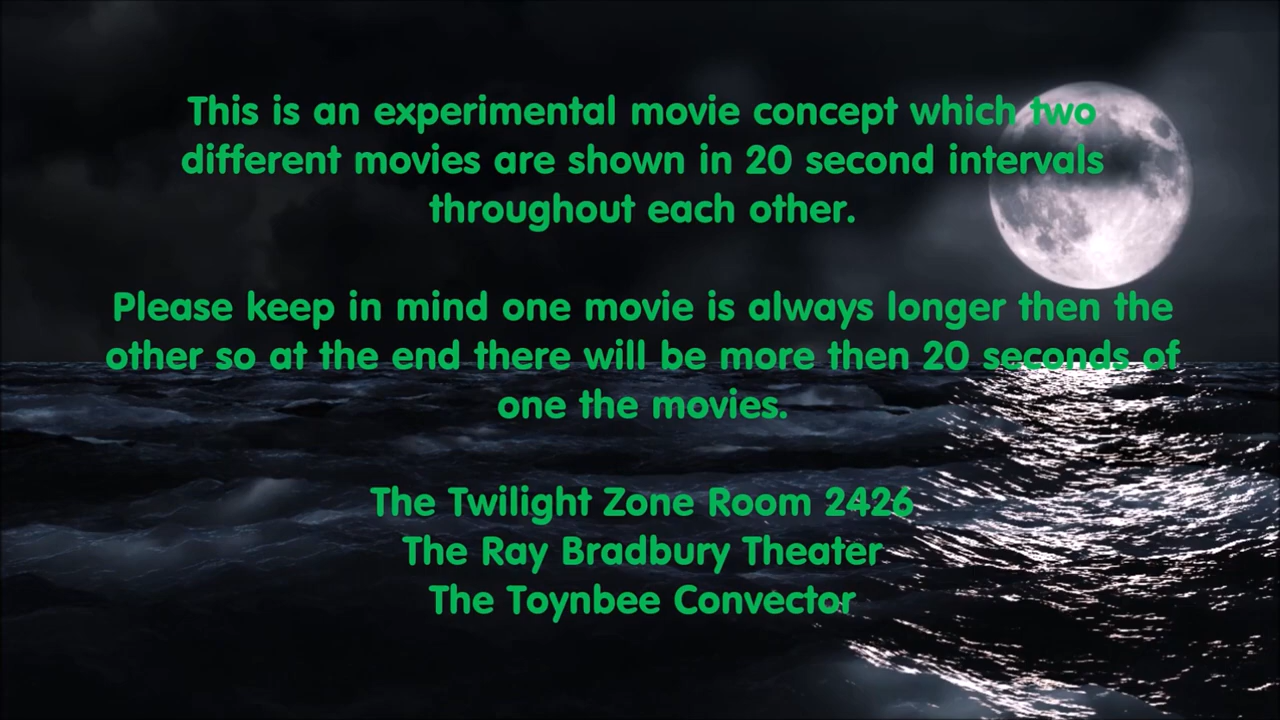 This is an experimental movie concept which two
different movies are shown in 20 second intervals
throughout each other.
Please keep in mind one movie is always longer then the
other so at the end there will be more then 20 seconds of
one the movies.
The Twilight Zone Room 2426
The Ray Bradbury Theater
The Toynbee Convector